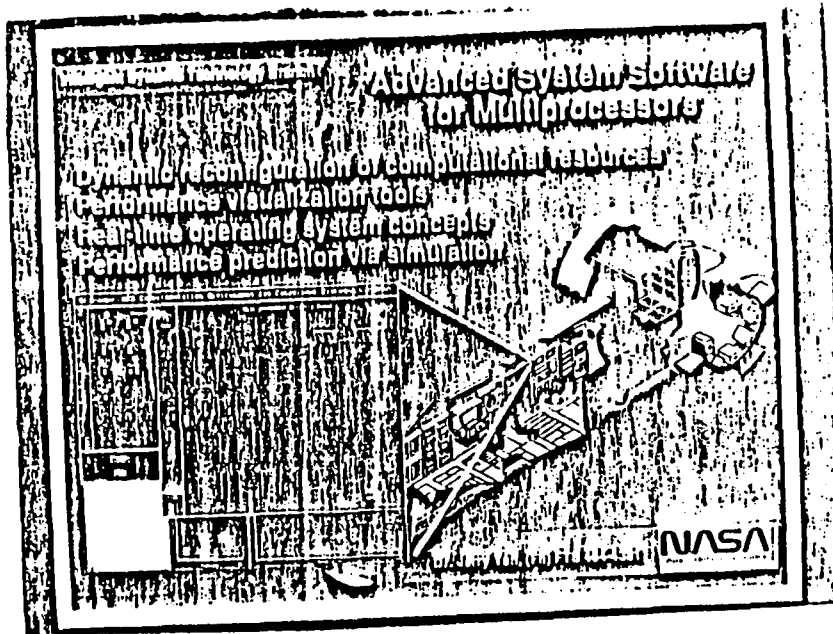 Advanced System Software
for Multiprocessors
Dynamic reconfiguration of computational resources
Performance visualization tools
Real-time operating system concepts
Performance prediction via simulation
NASA